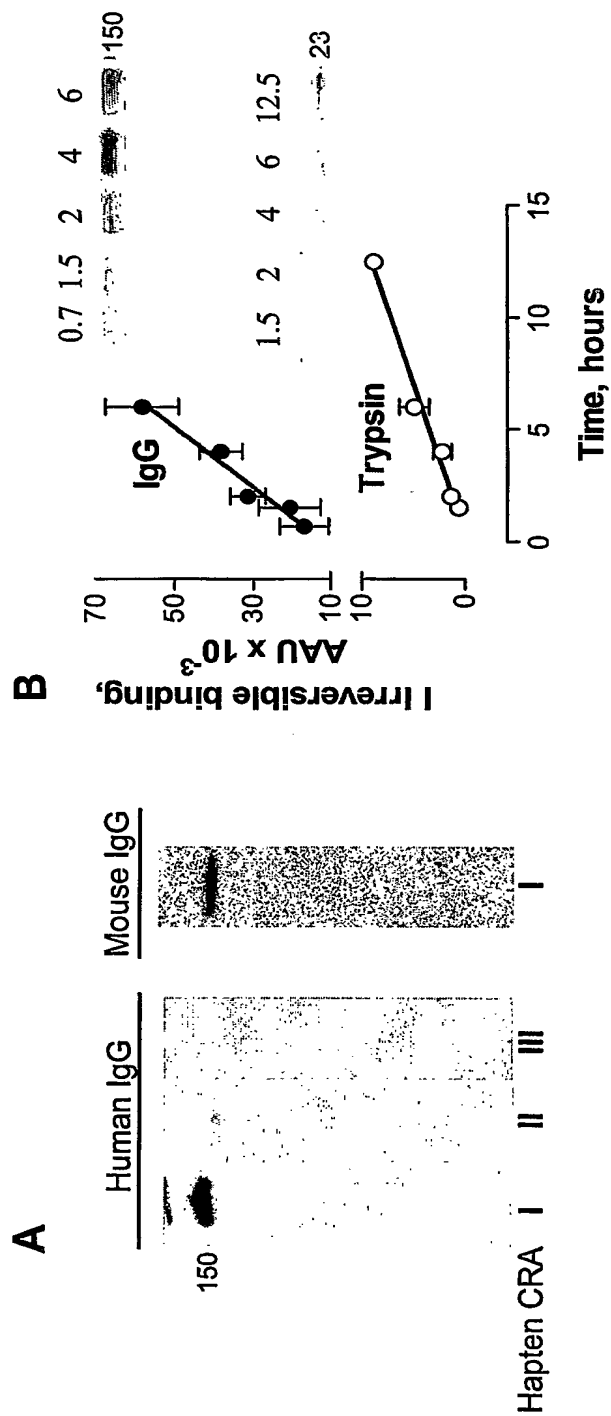 A
Human IgG
Mouse IgG
150
I
II
III
I
Hapten CRA
B
I Irreversible binding,
AAU x 10-3
70
50
30
10
10
0
IgG
0.7 1.5 2 4 6
150
Trypsin
1.5 2 4 6 12.5
23
0
5
10
15
Time, hours